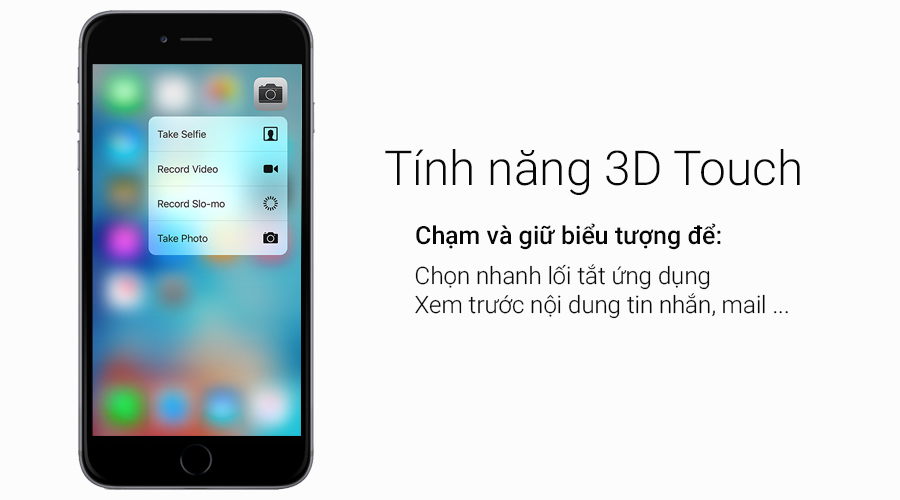 Take Selfie
Record Video
Record Slo-mo
Take Photo
Tính năng 3D Touch
Chạm và giữ biểu tượng để:
Chọn nhanh lối tắt ứng dụng
Xem trước nội dung tin nhắn, mail ...